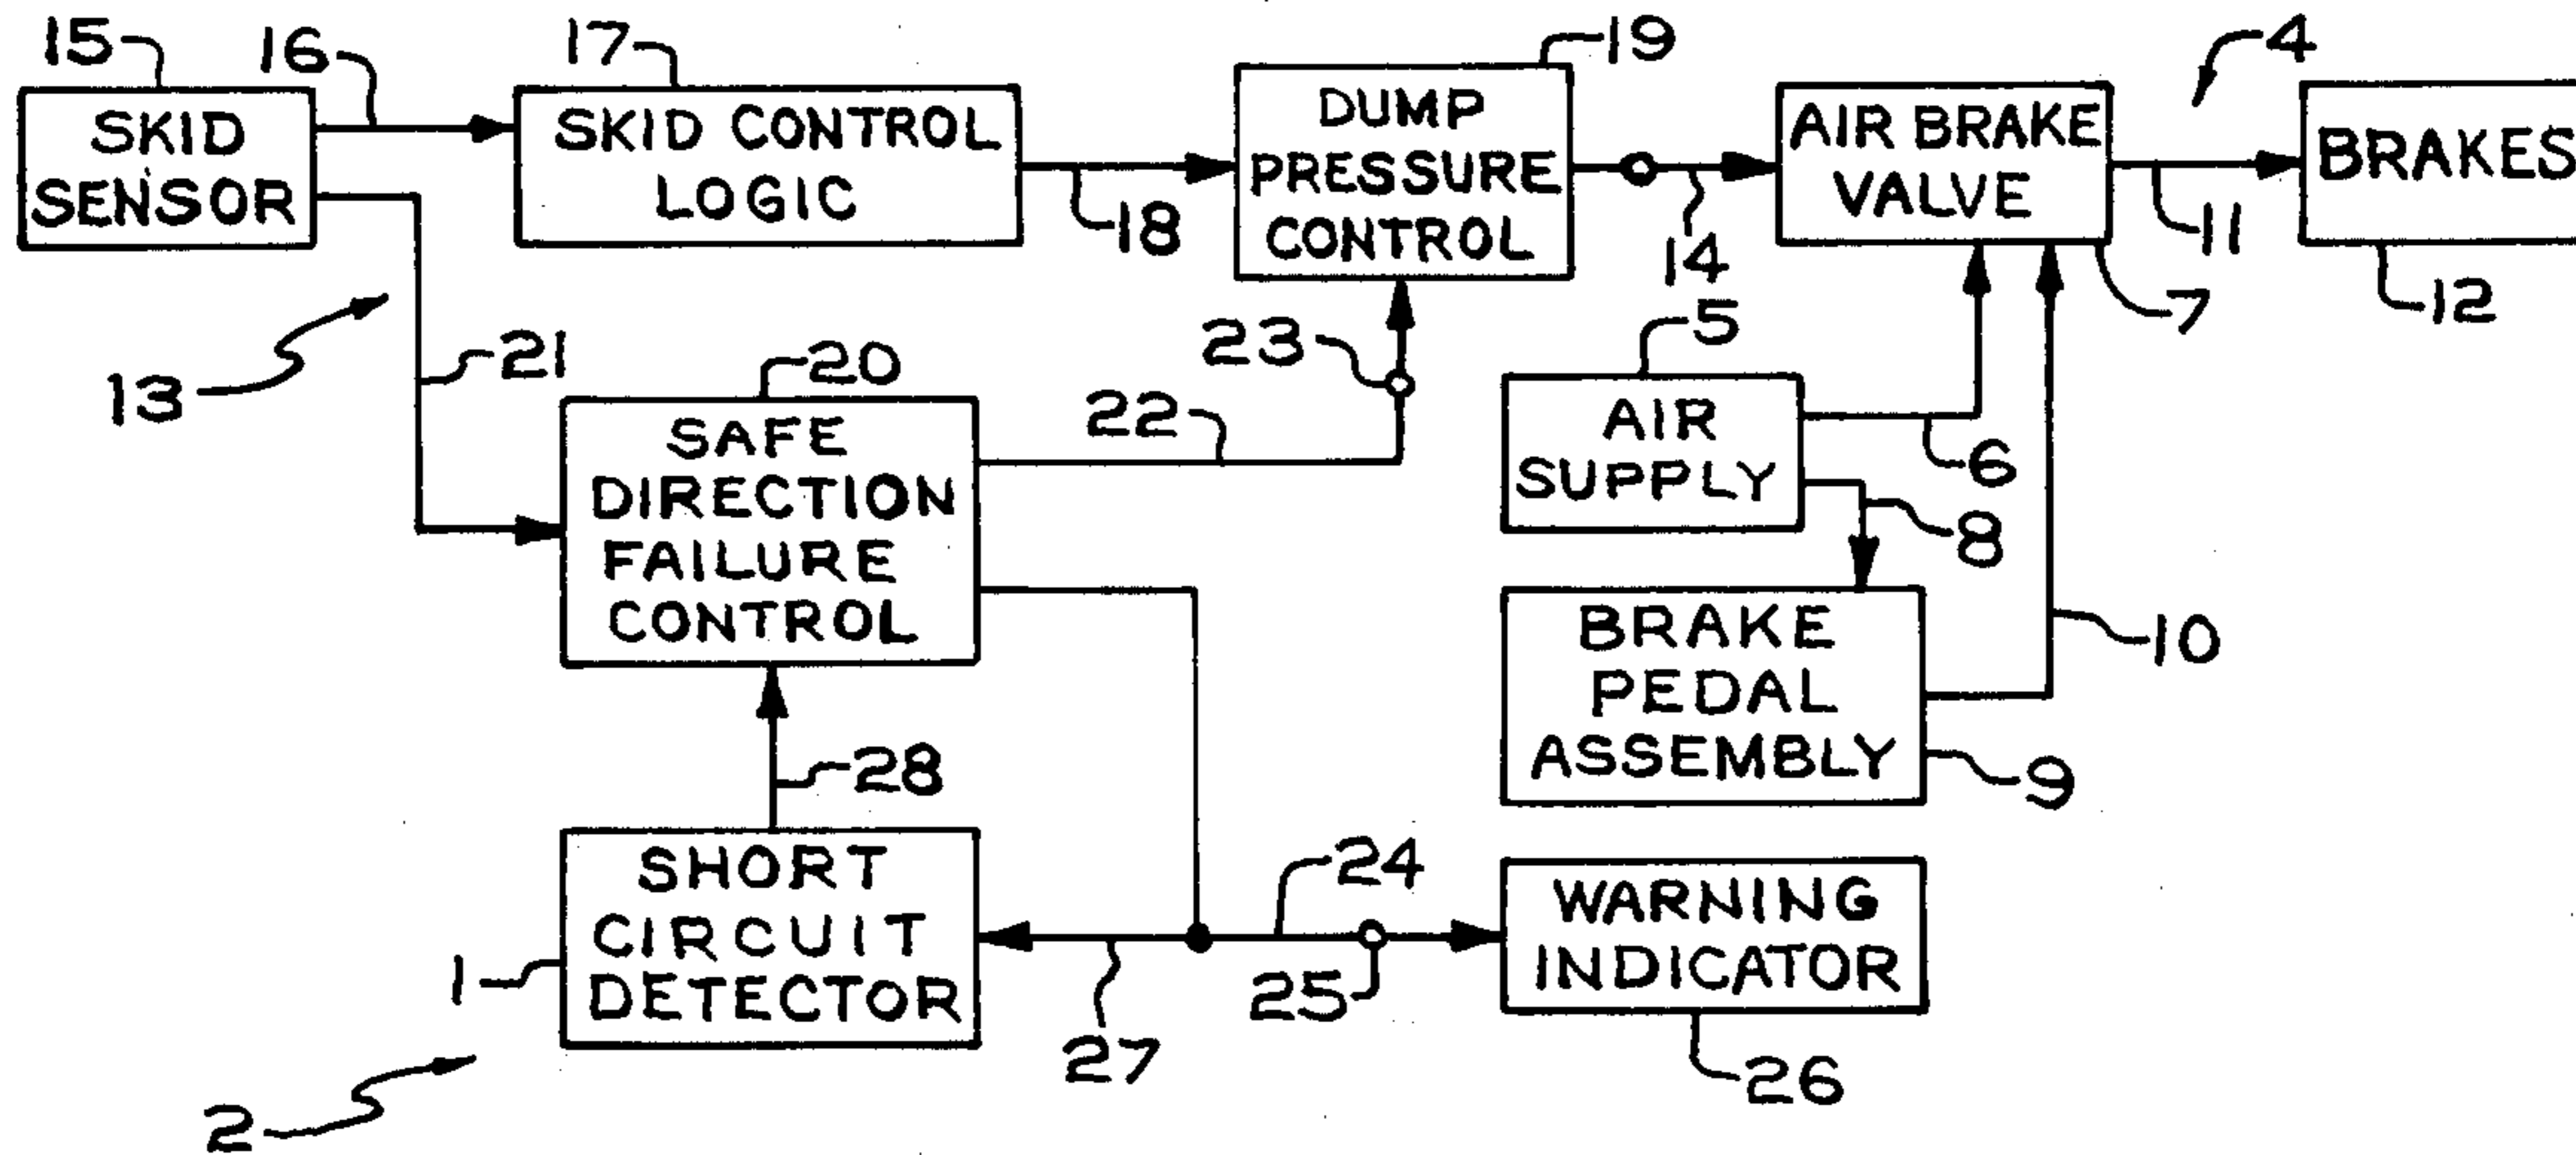 15
16
17
19
4
SKID
SENSOR
SKID CONTROL
LOGIC
DUMP
PRESSURE
CONTROL
AIR BRAKE
VALVE
BRAKES
18
14
11
7
12
13
21
20
23
22
5
SAFE
DIRECTION
FAILURE
CONTROL
AIR
SUPPLY
6
8
BRAKE
PEDAL
ASSEMBLY
10
9
28
SHORT
CIRCUIT
DETECTOR
1
24
25
27
WARNING
INDICATOR
26
2